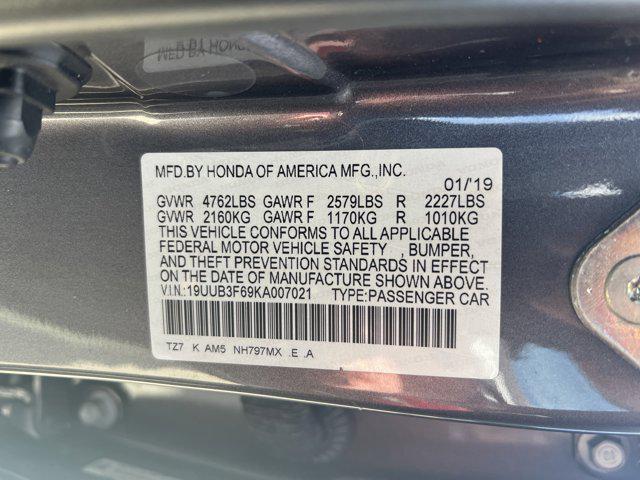 MFD.BY HONDA OF AMERICA MFG.,INC.
01/'19
GVWR 4762LBS GAWR F 2579LBS R 2227LBS
GVWR 2160KG GAWR F 1170KG R 1010KG
THIS VEHICLE CONFORMS TO ALL APPLICABLE
FEDERAL MOTOR VEHICLE SAFETY , BUMPER,
AND THEFT PREVENTION STANDARDS IN EFFECT
ON THE DATE OF MANUFACTURE SHOWN ABOVE.
V.I.N.:19UUB3F69KA007021 TYPE:PASSENGER CAR
TZ7 K AM5 NH797MX .E .A